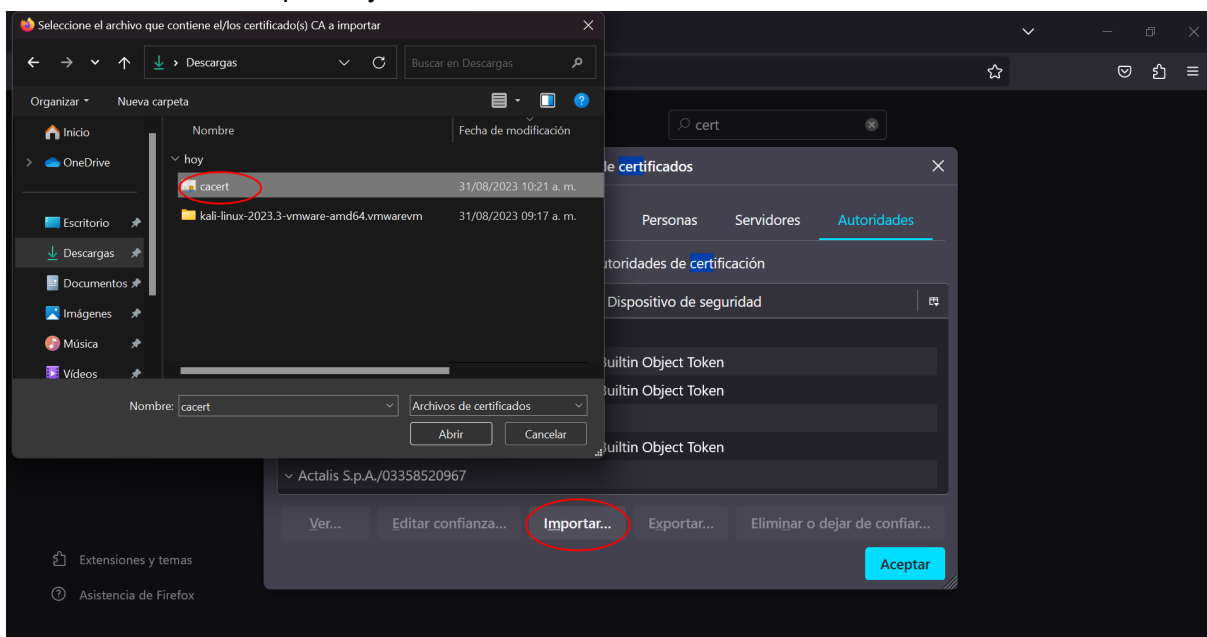 Seleccione el archivo que contiene el/los certificado(s) CA a importar
Descargas
Buscar en Descargas
Organizar
Nueva carpeta
Inicio
OneDrive
Escritorio
Descargas
Documentos
Imágenes
Música
Vídeos
Nombre
Fecha de modificación
hoy
cacert 31/08/2023 10:21 a. m.
kali-linux-2023.3-vmware-amd64.vmwarevm 31/08/2023 09:17 a. m.
Nombre: cacert
Archivos de certificados
Abrir
Cancelar
cert
certificados
Personas Servidores Autoridades
de certificación
Dispositivo de seguridad
Builtin Object Token
Builtin Object Token
Builtin Object Token
Actalis S.p.A./03358520967
Ver... Editar confianza... Importar... Exportar... Eliminar o dejar de confiar...
Aceptar
Extensiones y temas
Asistencia de Firefox